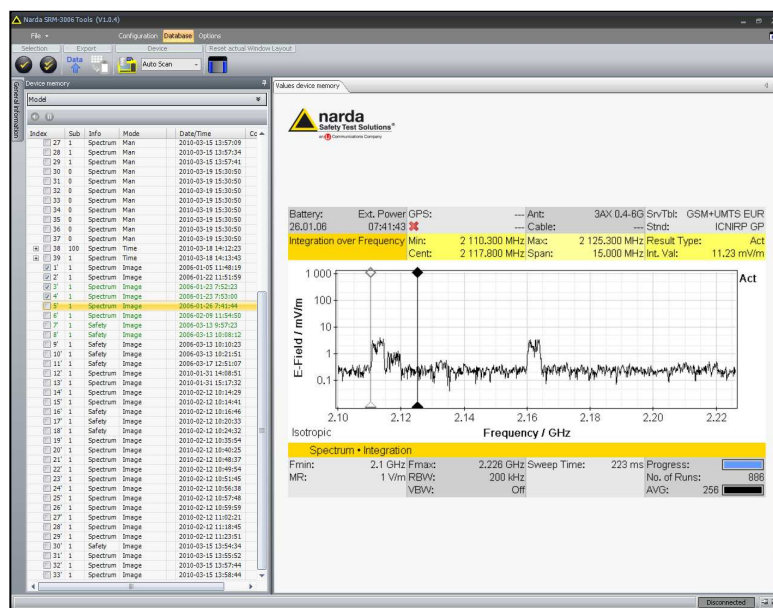 Narda SRM-3006 Tools (V1.0.4)
File Configuration Database Options
Selection Export Device Reset actual Window Layout
Data Auto Scan
General information
Device memory
Model
Index Sub Info Mode Date/Time
27 1 Spectrum Man 2010-03-15 13:57:09
28 1 Spectrum Man 2010-03-15 13:57:34
29 1 Spectrum Man 2010-03-15 13:57:41
30 0 Spectrum Man 2010-03-19 15:30:50
31 0 Spectrum Man 2010-03-19 15:30:50
32 0 Spectrum Man 2010-03-19 15:30:50
33 0 Spectrum Man 2010-03-19 15:30:50
34 0 Spectrum Man 2010-03-19 15:30:50
35 0 Spectrum Man 2010-03-19 15:30:50
36 0 Spectrum Man 2010-03-19 15:30:50
37 0 Spectrum Man 2010-03-19 15:30:50
38 100 Spectrum Time 2010-03-18 14:12:23
39 1 Spectrum Time 2010-03-18 14:13:43
1' 1 Spectrum Image 2006-01-05 11:48:19
2' 1 Spectrum Image 2006-01-22 11:51:59
3' 1 Spectrum Image 2006-01-23 7:52:23
4' 1 Spectrum Image 2006-01-23 7:53:00
5' 1 Spectrum Image 2006-01-26 7:41:44
6' 1 Spectrum Image 2006-02-09 11:54:50
7' 1 Safety Image 2006-03-13 9:57:23
8' 1 Safety Image 2006-03-13 10:08:12
9' 1 Safety Image 2006-03-13 10:10:23
10' 1 Safety Image 2006-03-13 10:21:51
11' 1 Safety Image 2006-03-17 12:51:07
12' 1 Spectrum Image 2010-01-31 14:08:51
13' 1 Spectrum Image 2010-01-31 15:17:32
14' 1 Spectrum Image 2010-02-12 10:14:29
15' 1 Spectrum Image 2010-02-12 10:14:41
16' 1 Safety Image 2010-02-12 10:16:46
17' 1 Safety Image 2010-02-12 10:20:33
18' 1 Safety Image 2010-02-12 10:24:32
19' 1 Spectrum Image 2010-02-12 10:35:54
20' 1 Spectrum Image 2010-02-12 10:40:25
21' 1 Spectrum Image 2010-02-12 10:48:37
22' 1 Spectrum Image 2010-02-12 10:49:54
23' 1 Spectrum Image 2010-02-12 10:51:45
24' 1 Spectrum Image 2010-02-12 10:56:38
25' 1 Spectrum Image 2010-02-12 10:57:48
26' 1 Spectrum Image 2010-02-12 10:59:59
27' 1 Spectrum Image 2010-02-12 11:02:21
28' 1 Spectrum Image 2010-02-12 11:18:45
29' 1 Spectrum Image 2010-02-12 11:23:51
30' 1 Safety Image 2010-03-15 13:54:34
31' 1 Spectrum Image 2010-03-15 13:55:52
32' 1 Spectrum Image 2010-03-15 13:57:44
33' 1 Spectrum Image 2010-03-15 13:58:44
Values device memory
narda
Safety Test Solutions®
Communications Company
Battery: Ext. Power GPS: --- Ant: 3AX 0.4-6G SrvTbl: GSM+UMTS EUR
26.01.06 07:41:43 --- Cable: --- Stnd: ICNIRP GP
Integration over Frequency Min: 2 110.300 MHz Max: 2 125.300 MHz Result Type: Act
Cent: 2 117.800 MHz Span: 15.000 MHz Int. Val: 11.23 mV/m
1 000
100
10
1
0.1
E-Field / mV/m
Act
2.10 2.12 2.14 2.16 2.18 2.20 2.22
Isotropic Frequency / GHz
Spectrum • Integration
Fmin: 2.1 GHz Fmax: 2.226 GHz Sweep Time: 223 ms Progress:
MR: 1 V/m RBW: 200 kHz No. of Runs: 886
VBW: Off AVG: 256
Disconnected